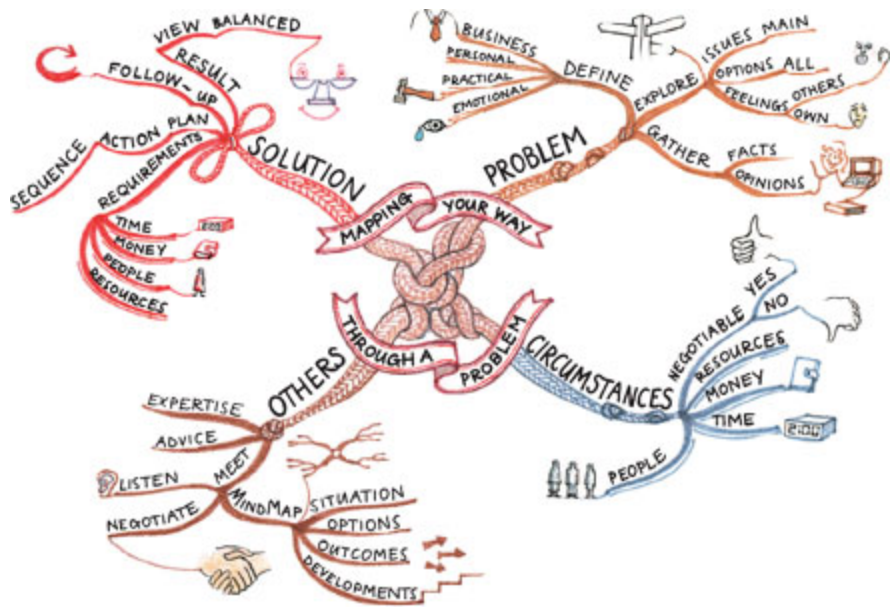 MAPPING
YOUR WAY
THROUGH A
PROBLEM
PROBLEM
DEFINE
BUSINESS
PERSONAL
PRACTICAL
EMOTIONAL
EXPLORE
ISSUES MAIN
OPTIONS ALL
FEELINGS
OTHERS
OWN
GATHER
FACTS
OPINIONS
CIRCUMSTANCES
NEGOTIABLE
YES
NO
RESOURCES
MONEY
TIME
2:00
PEOPLE
OTHERS
EXPERTISE
ADVICE
MEET
LISTEN
NEGOTIATE
MINDMAP
SITUATION
OPTIONS
OUTCOMES
DEVELOPMENTS
SOLUTION
VIEW BALANCED
RESULT
FOLLOW-UP
ACTION PLAN
SEQUENCE
REQUIREMENTS
TIME
MONEY
PEOPLE
RESOURCES